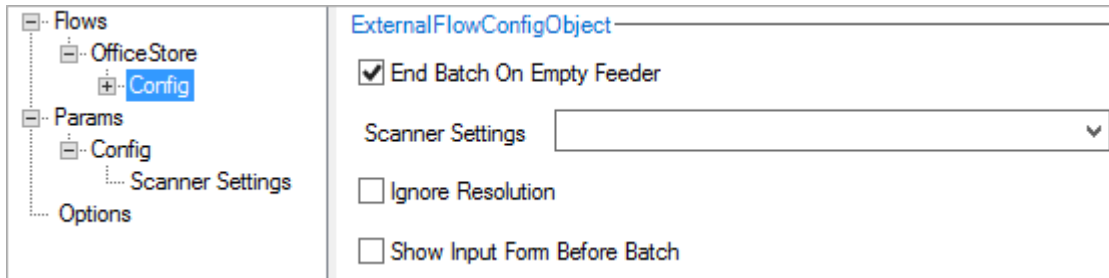 Flows
OfficeStore
Config
Params
Config
Scanner Settings
Options
ExternalFlowConfigObject
End Batch On Empty Feeder
Scanner Settings
Ignore Resolution
Show Input Form Before Batch